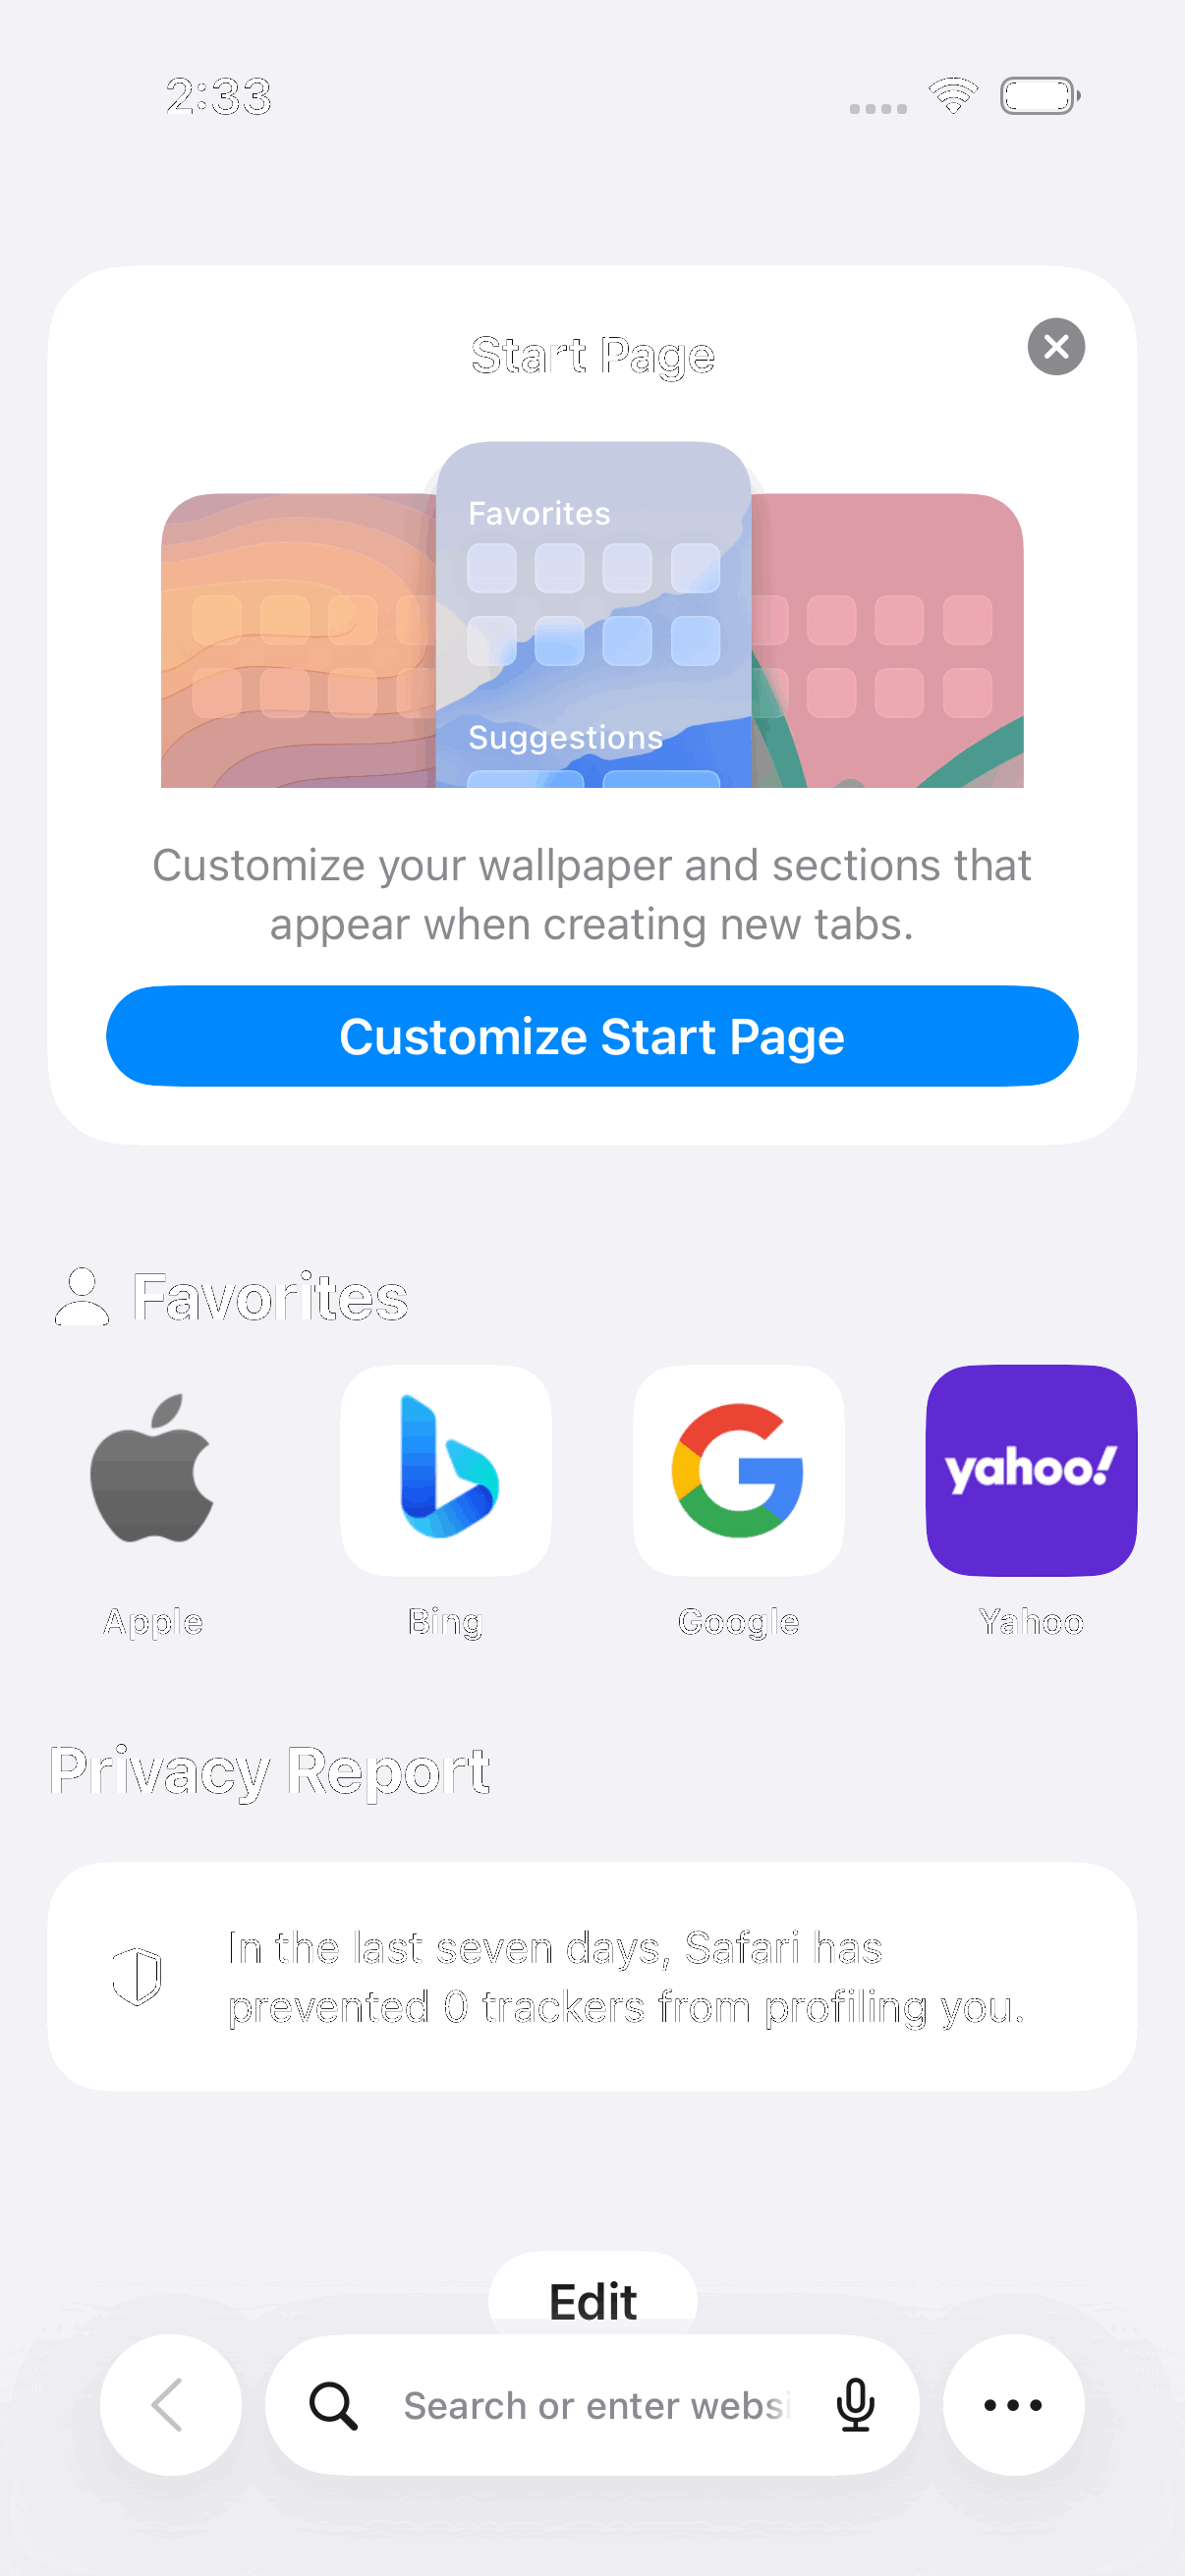 2:33
Start Page
Favorites
Suggestions
Customize your wallpaper and sections that
appear when creating new tabs.
Customize Start Page
Favorites
yahoo!
Apple
Bing
Google
Yahoo
Privacy Report
In the last seven days, Safari has
prevented 0 trackers from profiling you.
Edit
Search or enter websi